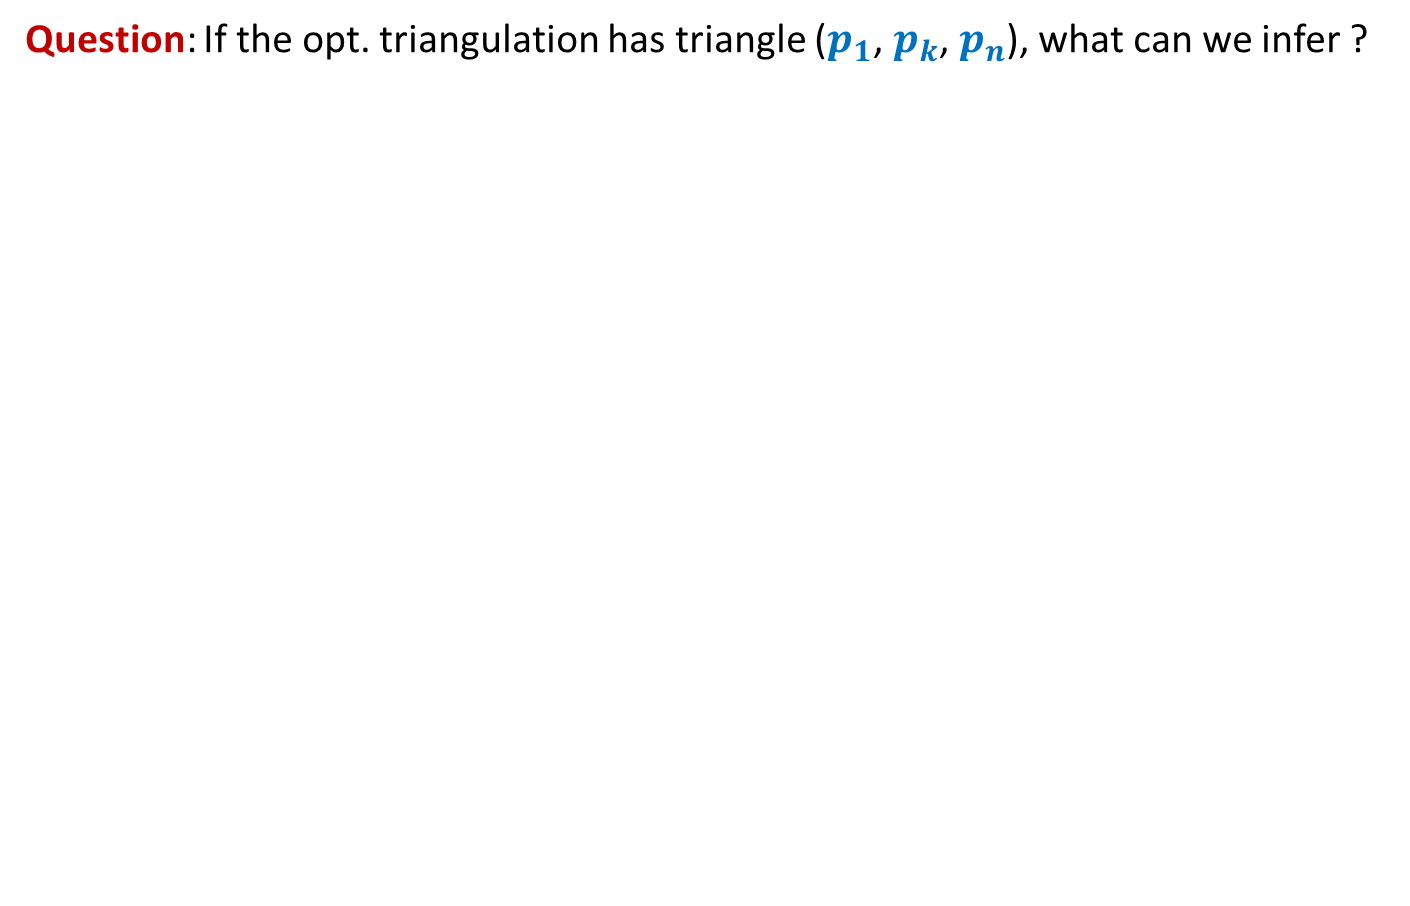 Question: If the opt. triangulation has triangle (p₁, pₖ, pₙ), what can we infer ?